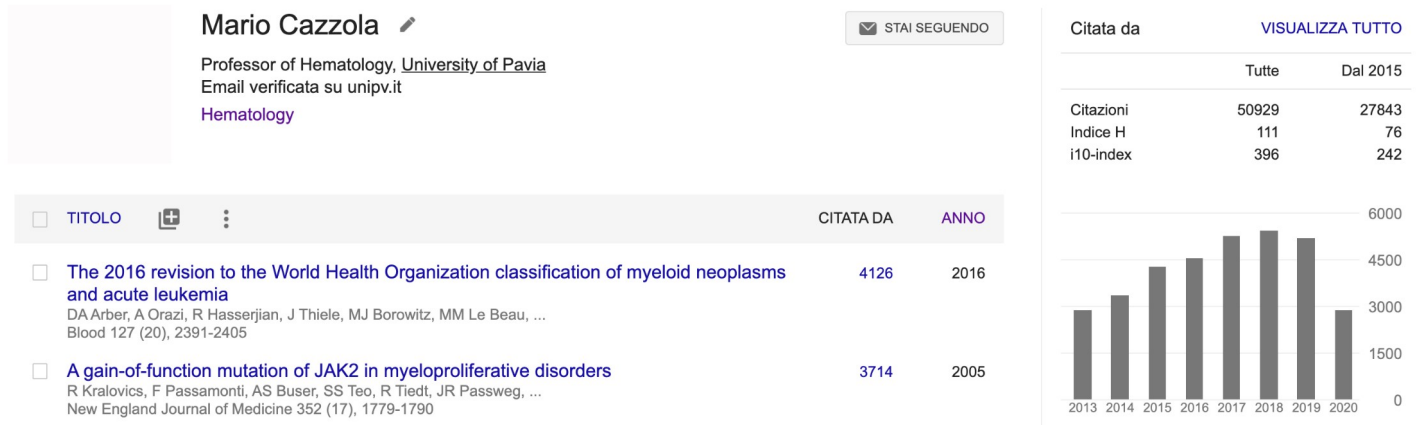 Mario Cazzola
STAI SEGUENDO
Professor of Hematology, University of Pavia
Email verificata su unipv.it
Hematology
TITOLO CITATA DA ANNO
The 2016 revision to the World Health Organization classification of myeloid neoplasms 4126 2016
and acute leukemia
DA Arber, A Orazi, R Hasserjian, J Thiele, MJ Borowitz, MM Le Beau, ...
Blood 127 (20), 2391-2405
A gain-of-function mutation of JAK2 in myeloproliferative disorders 3714 2005
R Kralovics, F Passamonti, AS Buser, SS Teo, R Tiedt, JR Passweg, ...
New England Journal of Medicine 352 (17), 1779-1790
Citata da VISUALIZZA TUTTO
Tutte Dal 2015
Citazioni 50929 27843
Indice H 111 76
i10-index 396 242
6000
4500
3000
1500
0
2013 2014 2015 2016 2017 2018 2019 2020